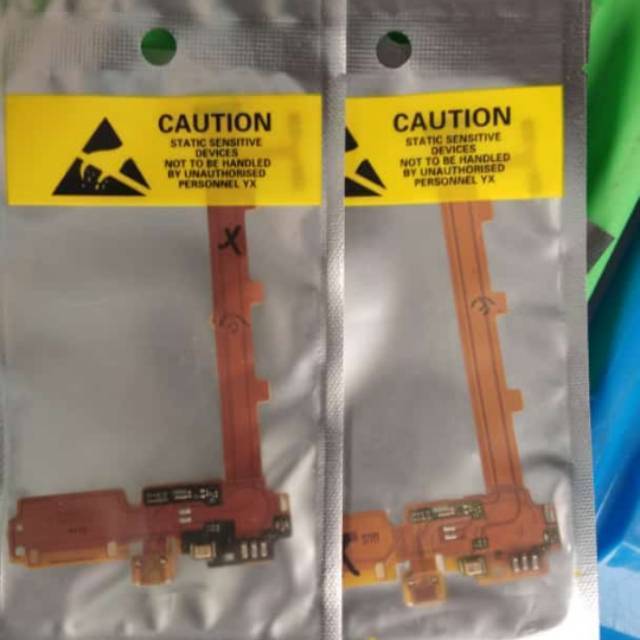 CAUTION
STATIC SENSITIVE
DEVICES
NOT TO BE HANDLED
BY UNAUTHORISED
PERSONNEL YX
X
CAUTION
STATIC SENSITIVE
DEVICES
NOT TO BE HANDLED
BY UNAUTHORISED
PERSONNEL YX